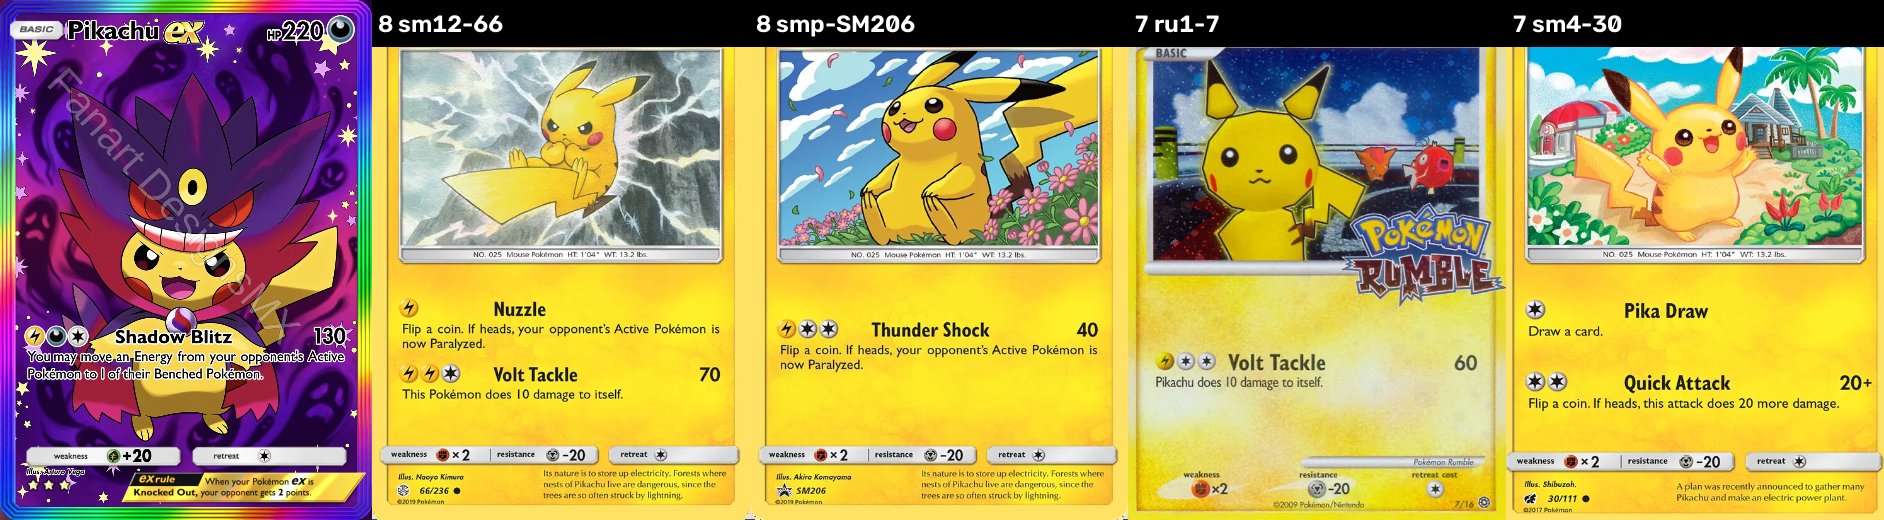 BASIC Pikachu ex HP 220
Fanart DesignsMX
Shadow Blitz 130
You may move an Energy from your opponent's Active
Pokémon to 1 of their Benched Pokémon.
weakness +20 retreat
Illus. Arturo Vega
ex rule When your Pokémon ex is
Knocked Out, your opponent gets 2 points.
8 sm12-66
NO. 025 Mouse Pokémon HT: 1'04" WT: 13.2 lbs.
Nuzzle
Flip a coin. If heads, your opponent's Active Pokémon is
now Paralyzed.
Volt Tackle 70
This Pokémon does 10 damage to itself.
weakness ×2 resistance -20 retreat
Illus. Naoyo Kimura
66/236
©2019 Pokémon
Its nature is to store up electricity. Forests where
nests of Pikachu live are dangerous, since the
trees are so often struck by lightning.
8 smp-SM206
NO. 025 Mouse Pokémon HT: 1'04" WT: 13.2 lbs.
Thunder Shock 40
Flip a coin. If heads, your opponent's Active Pokémon is
now Paralyzed.
weakness ×2 resistance -20 retreat
Illus. Akira Komayama
SM206
©2019 Pokémon
Its nature is to store up electricity. Forests where
nests of Pikachu live are dangerous, since the
trees are so often struck by lightning.
7 ru1-7
BASIC
POKéMON
RUMBLE
Volt Tackle 60
Pikachu does 10 damage to itself.
Pokémon Rumble
weakness resistance retreat cost
×2 -20
©2009 Pokémon/Nintendo 7/16
7 sm4-30
NO. 025 Mouse Pokémon HT: 1'04" WT: 13.2 lbs.
Pika Draw
Draw a card.
Quick Attack 20+
Flip a coin. If heads, this attack does 20 more damage.
weakness ×2 resistance -20 retreat
Illus. Shibuzoh.
30/111
©2017 Pokémon
A plan was recently announced to gather many
Pikachu and make an electric power plant.